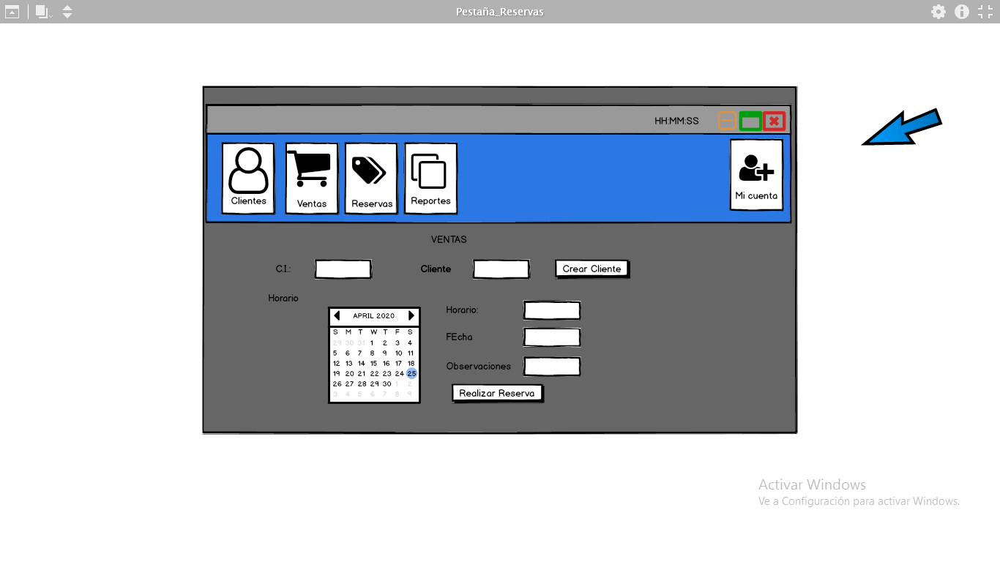 Pestaña_Reservas
HH:MM:SS
Clientes
Ventas
Reservas
Reportes
Mi cuenta
VENTAS
C.I.:
Cliente
Crear Cliente
Horario
APRIL 2020
S M T W T F S
29 30 31 1 2 3 4
5 6 7 8 9 10 11
12 13 14 15 16 17 18
19 20 21 22 23 24 25
26 27 28 29 30 1 2
3 4 5 6 7 8 9
Horario:
FEcha
Observaciones
Realizar Reserva
Activar Windows
Ve a Configuración para activar Windows.